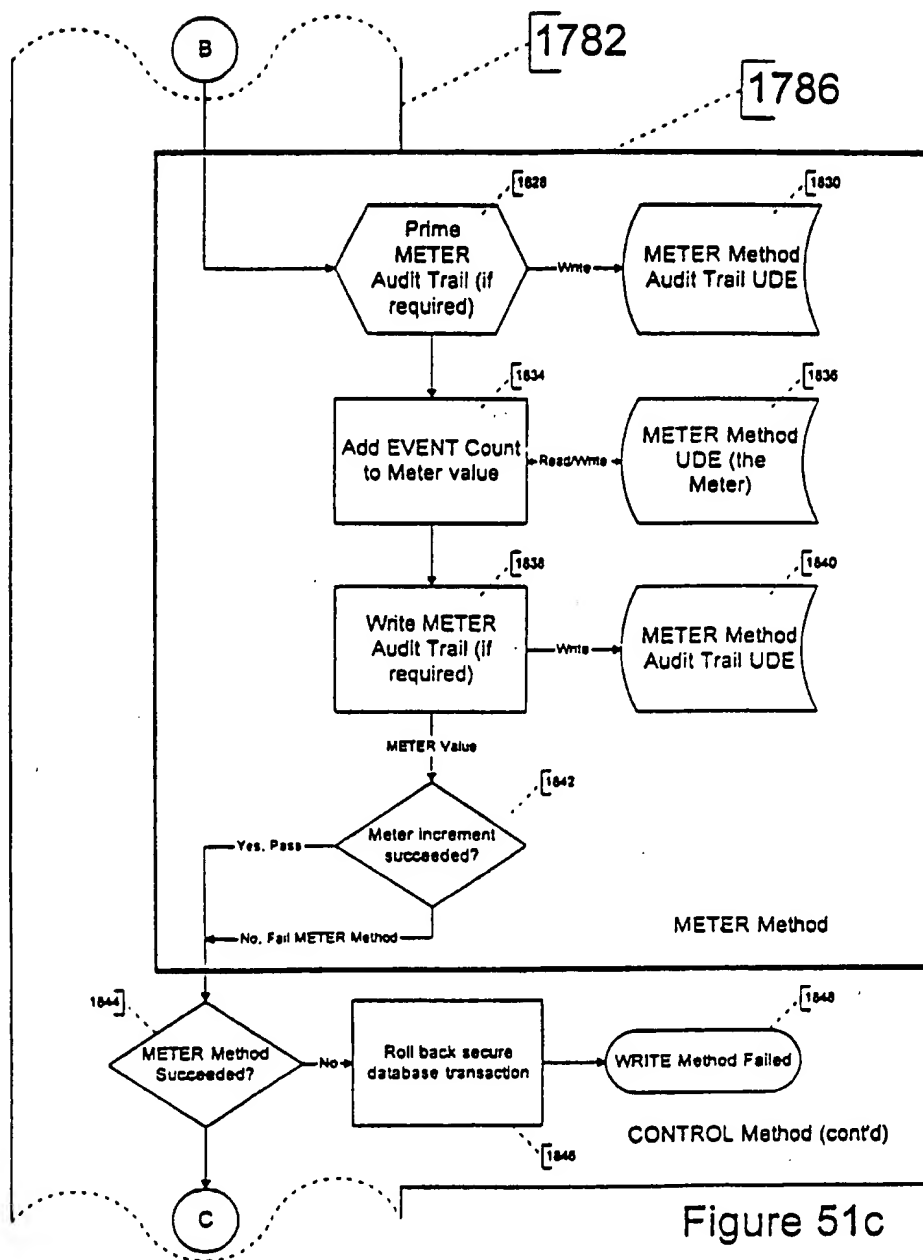 B
1782
1786
1828
1830
Prime
METER
Audit Trail (if
required)
Write
METER Method
Audit Trail UDE
1834
1836
Add EVENT Count
to Meter value
Read/Write
METER Method
UDE (the
Meter)
1838
1840
Write METER
Audit Trail (if
required)
Write
METER Method
Audit Trail UDE
METER Value
1842
Meter increment
succeeded?
Yes, Pass
No, Fail METER Method
METER Method
1844
METER Method
Succeeded?
No
Roll back secure
database transaction
1846
1848
WRITE Method Failed
CONTROL Method (cont'd)
C
Figure 51c